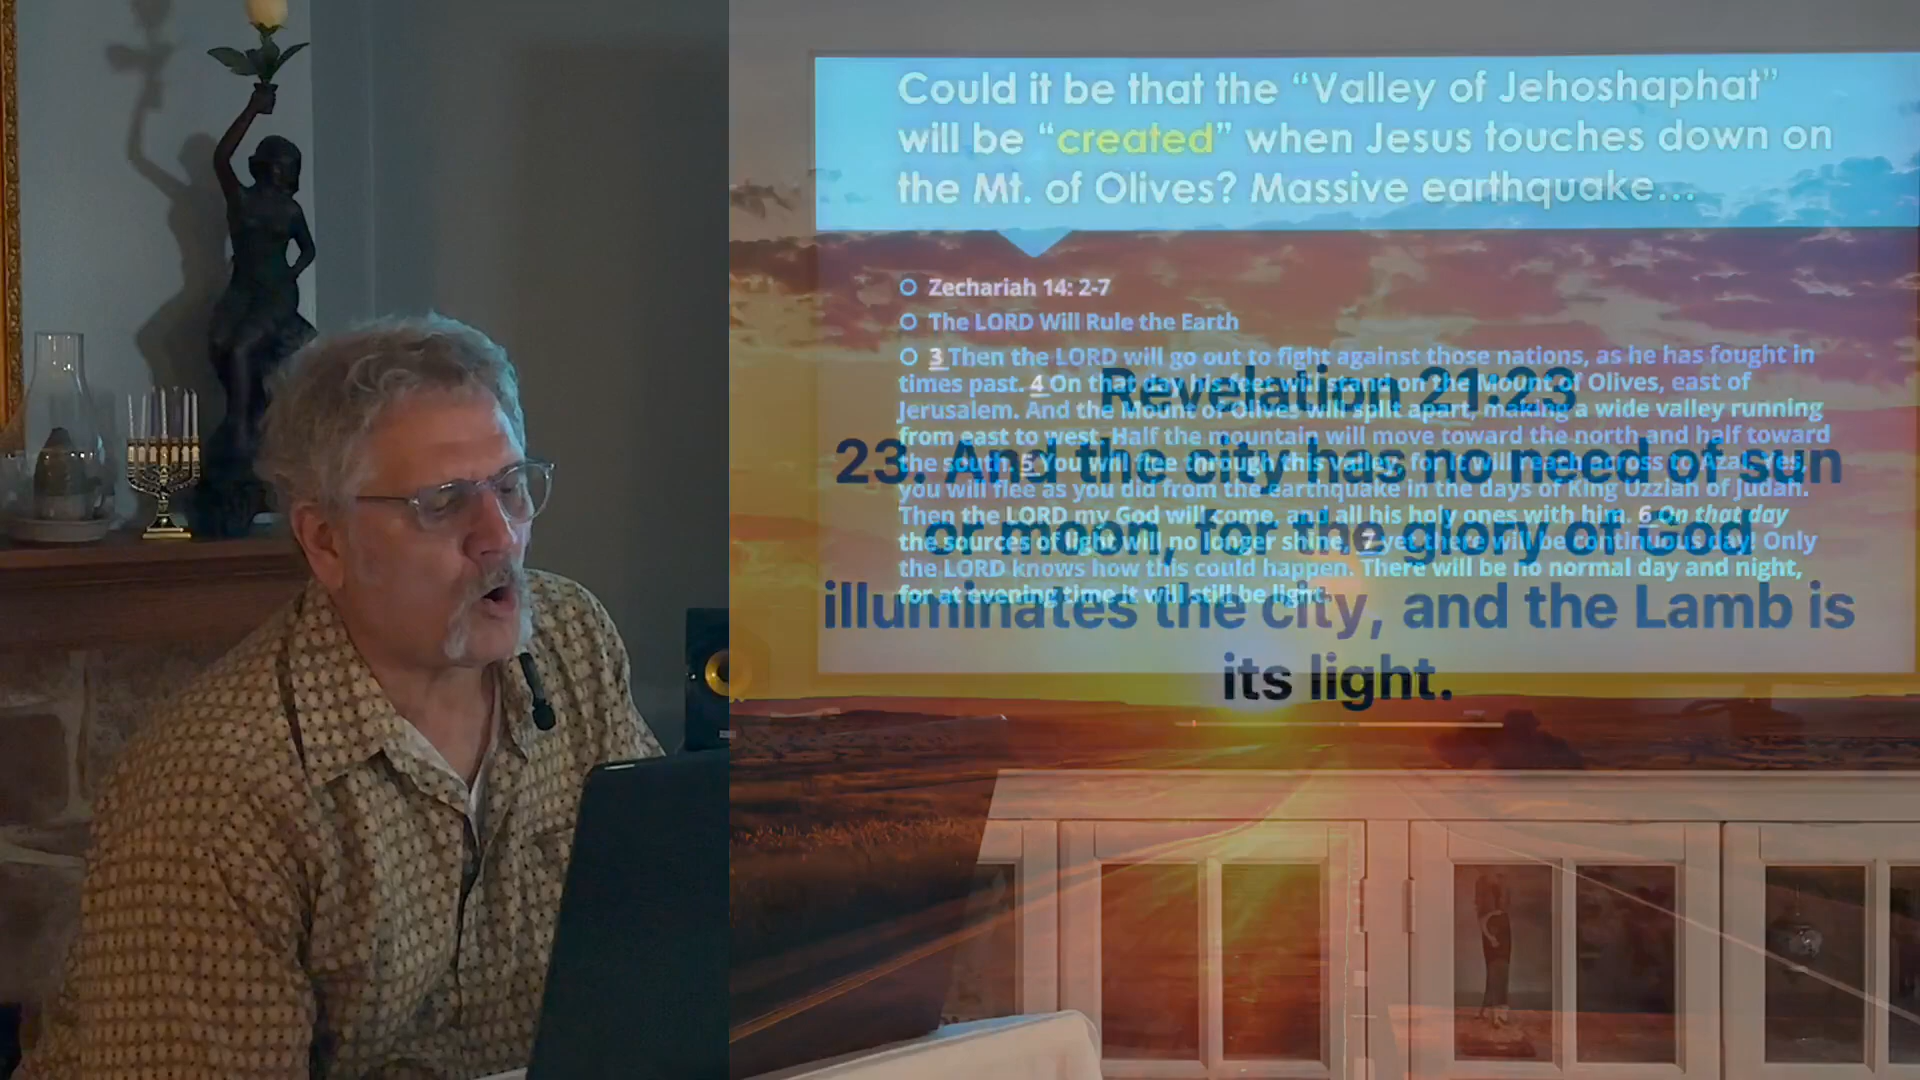 Could it be that the “Valley of Jehoshaphat”
will be “created” when Jesus touches down on
the Mt. of Olives? Massive earthquake...
Zechariah 14: 2-7
The LORD Will Rule the Earth
3 Then the LORD will go out to fight against those nations, as he has fought in
times past. 4 On that day his feet will stand on the Mount of Olives, east of
Jerusalem. And the Mount of Olives will split apart, making a wide valley running
from east to west. Half the mountain will move toward the north and half toward
the south. 5 You will flee through this valley, for it will reach across to Azal. Yes,
you will flee as you did from the earthquake in the days of King Uzziah of Judah.
Then the LORD my God will come, and all his holy ones with him. 6 On that day
the sources of light will no longer shine, 7 yet there will be continuous day! Only
the LORD knows how this could happen. There will be no normal day and night,
for at evening time it will still be light.
Revelation 21:23
23. And the city has no need of sun
or moon, for the glory of God
illuminates the city, and the Lamb is
its light.